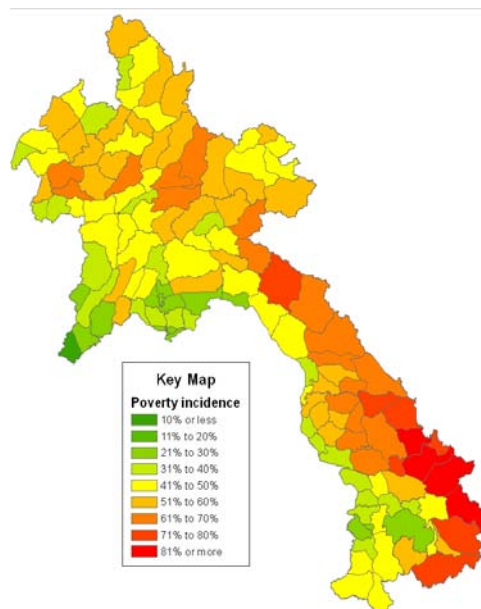 Key Map
Poverty incidence
10% or less
11% to 20%
21% to 30%
31% to 40%
41% to 50%
51% to 60%
61% to 70%
71% to 80%
81% or more